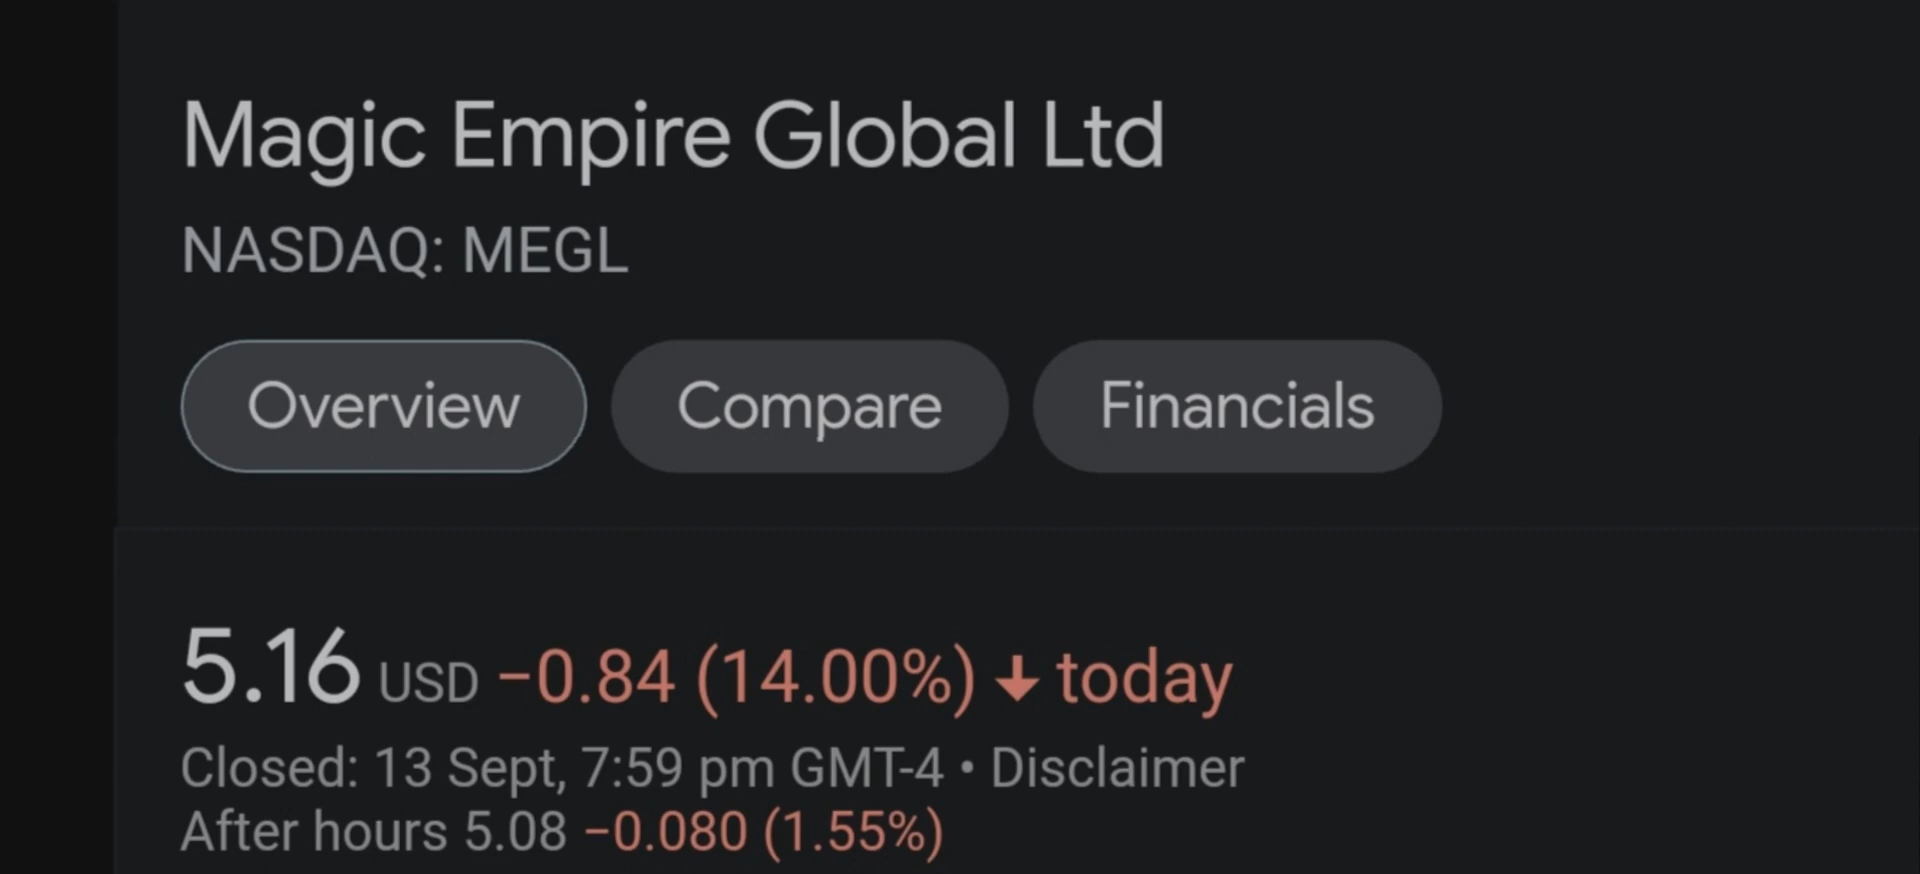 Magic Empire Global Ltd
NASDAQ: MEGL
Overview Compare Financials
5.16 USD −0.84 (14.00%) ↓ today
Closed: 13 Sept, 7:59 pm GMT-4 • Disclaimer
After hours 5.08 −0.080 (1.55%)